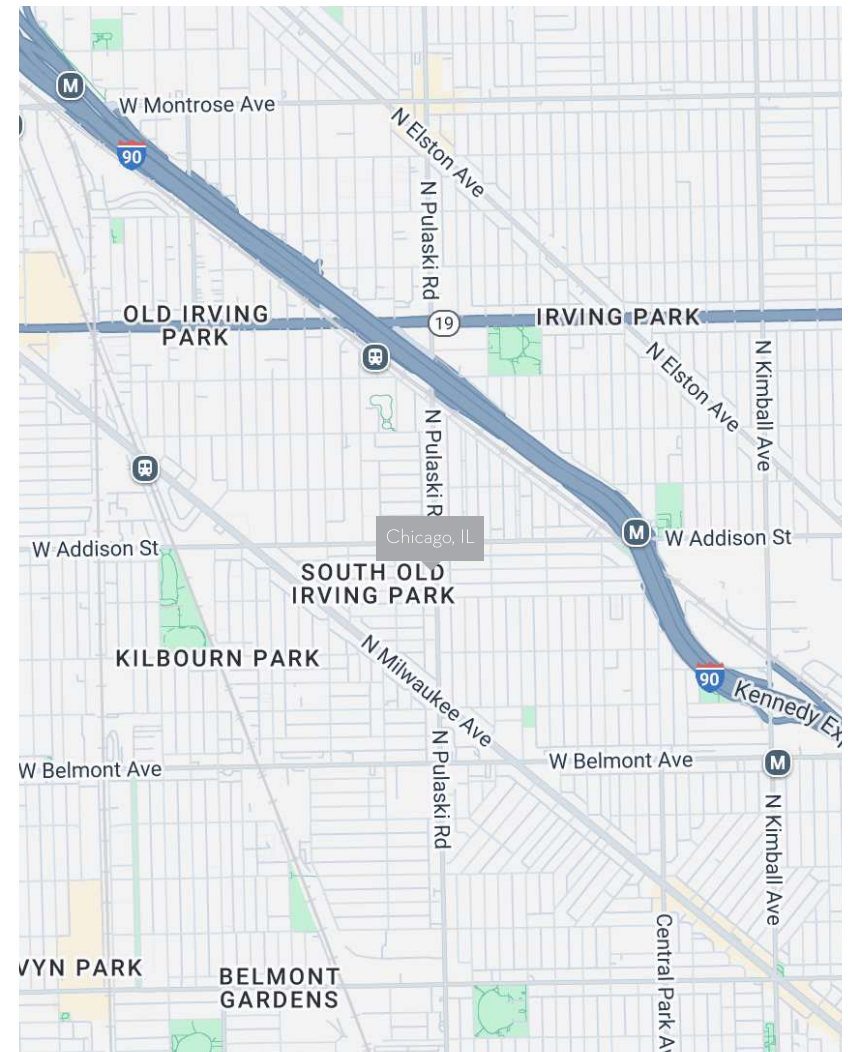 M
W Montrose Ave
N Elston Ave
90
N Pulaski Rd
OLD IRVING
PARK
19
IRVING PARK
N Elston Ave
N Kimball Ave
N Pulaski R
Chicago, IL
W Addison St
M
W Addison St
SOUTH OLD
IRVING PARK
KILBOURN PARK
N Milwaukee Ave
90
Kennedy Exp
N Pulaski Rd
W Belmont Ave
W Belmont Ave
M
N Kimball Ave
Central Park Av
VYN PARK
BELMONT
GARDENS